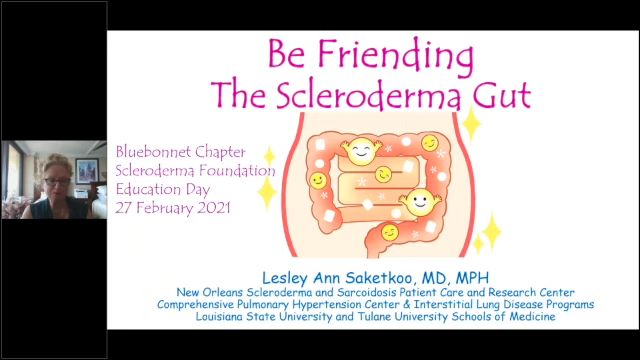 Be Friending
The Scleroderma Gut
Bluebonnet Chapter
Scleroderma Foundation
Education Day
27 February 2021
Lesley Ann Saketkoo, MD, MPH
New Orleans Scleroderma and Sarcoidosis Patient Care and Research Center
Comprehensive Pulmonary Hypertension Center & Interstitial Lung Disease Programs
Louisiana State University and Tulane University Schools of Medicine